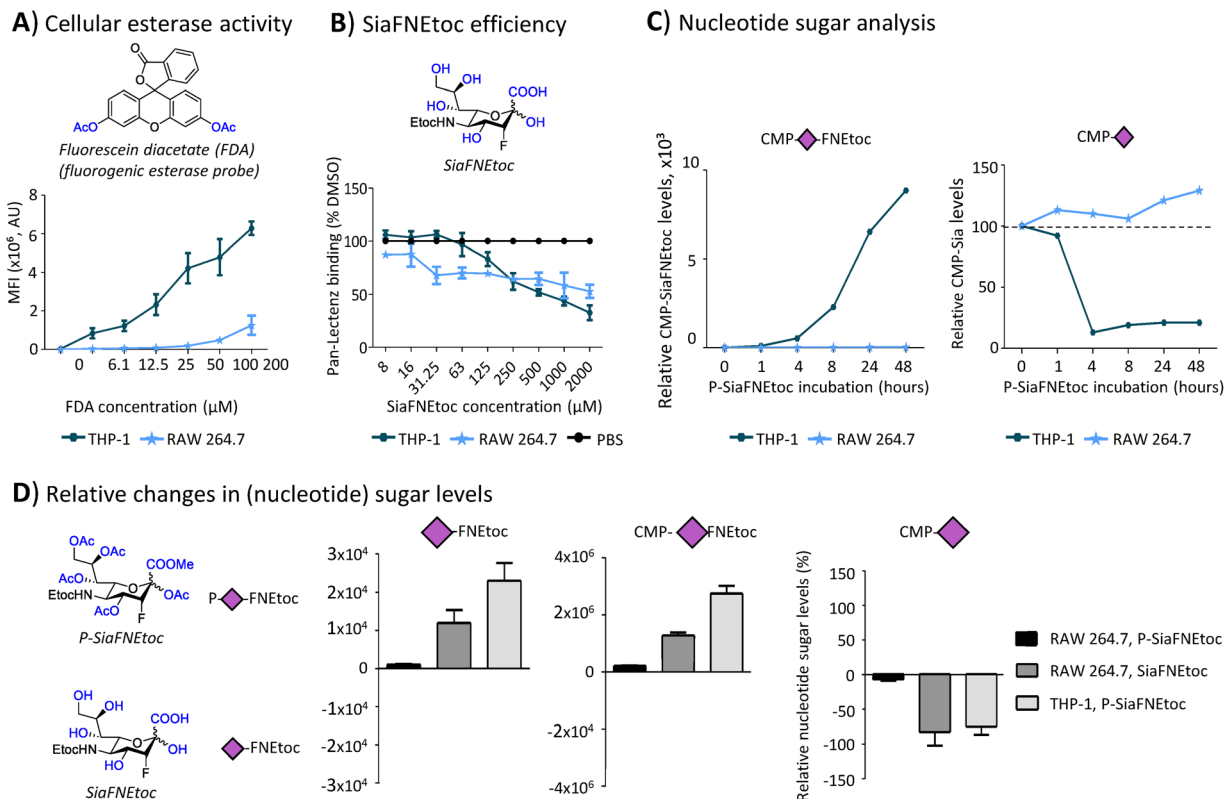 A) Cellular esterase activity
O
O
AcO
O
OAc
Fluorescein diacetate (FDA)
(fluorogenic esterase probe)
MFI (x10⁶, AU)
8
6
4
2
0
0 6.1 12.5 25 50 100 200
FDA concentration (µM)
THP-1 RAW 264.7
B) SiaFNEtoc efficiency
OH
OH
HO
COOH
O
EtocHN
OH
HO
F
SiaFNEtoc
Pan-Lectenz binding (% DMSO)
150
100
50
0
8 16 31.25 63 125 250 500 1000 2000
SiaFNEtoc concentration (µM)
THP-1 RAW 264.7 PBS
C) Nucleotide sugar analysis
CMP- -FNEtoc
Relative CMP-SiaFNEtoc levels, x10³
10
5
0
0 1 4 8 24 48
P-SiaFNEtoc incubation (hours)
THP-1 RAW 264.7
CMP-
Relative CMP-Sia levels
150
100
50
0
0 1 4 8 24 48
P-SiaFNEtoc incubation (hours)
THP-1 RAW 264.7
D) Relative changes in (nucleotide) sugar levels
OAc
OAc
AcO
COOMe
O
EtocHN
OAc
AcO
F
P-SiaFNEtoc
P- -FNEtoc
OH
OH
HO
COOH
O
EtocHN
OH
HO
F
SiaFNEtoc
-FNEtoc
-FNEtoc
3x10⁴
2x10⁴
1x10⁴
0
-1x10⁴
-2x10⁴
-3x10⁴
CMP- FNEtoc
4x10⁶
2x10⁶
0
-2x10⁴
-4x10⁶
CMP-
Relative nucleotide sugar levels (%)
150
100
50
0
-50
-100
-150
RAW 264.7, P-SiaFNEtoc
RAW 264.7, SiaFNEtoc
THP-1, P-SiaFNEtoc